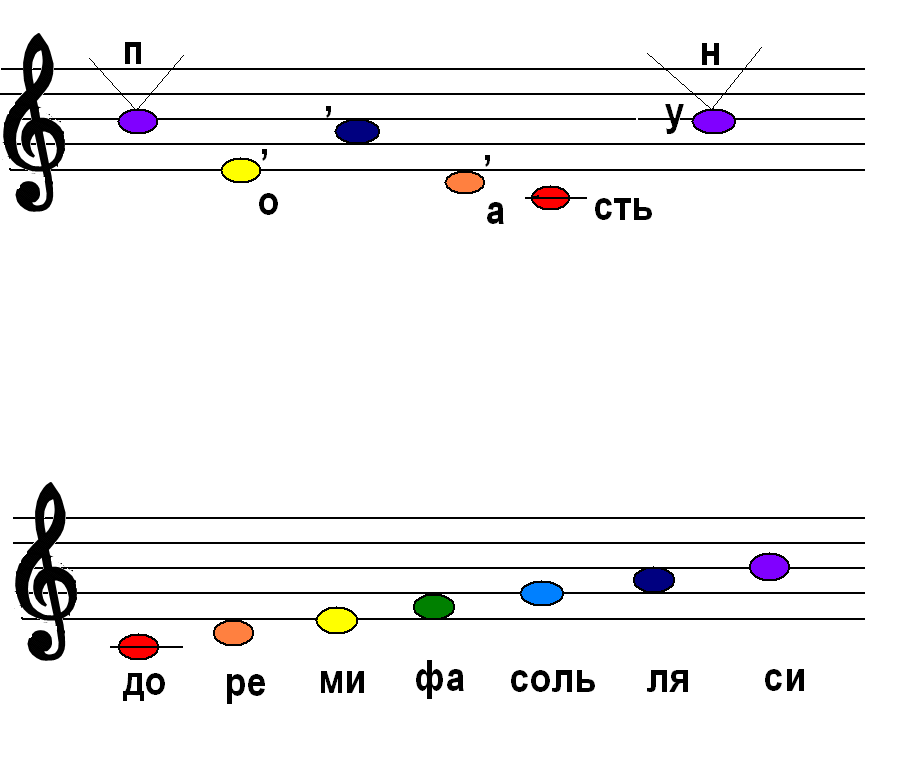 п н
’ ’ ’ у
о а сть
до ре ми фа соль ля си